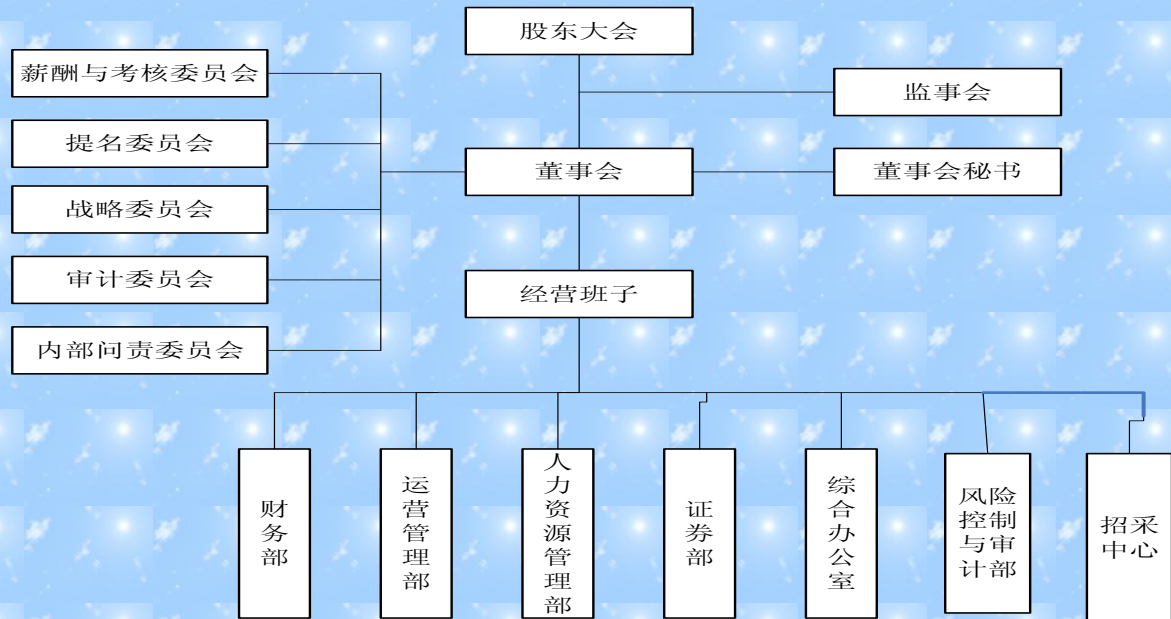 股东大会
薪酬与考核委员会
监事会
提名委员会
董事会
董事会秘书
战略委员会
审计委员会
经营班子
内部问责委员会
财务部
运营管理部
人力资源管理部
证券部
综合办公室
风险
控制
与审
计部
招采
中心